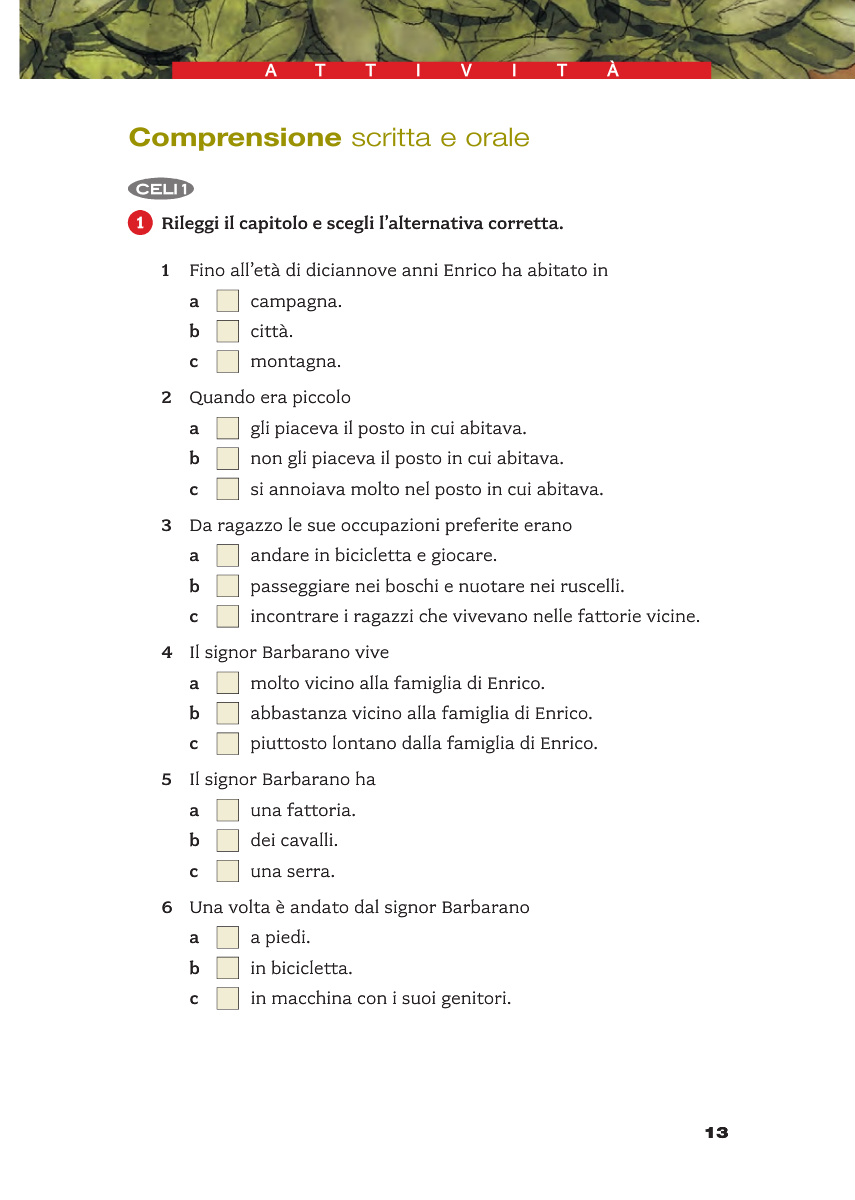 ATTIVITÀ
Comprensione scritta e orale
CELI 1
1 Rileggi il capitolo e scegli l'alternativa corretta.
1 Fino all'età di diciannove anni Enrico ha abitato in
a campagna.
b città.
c montagna.
2 Quando era piccolo
a gli piaceva il posto in cui abitava.
b non gli piaceva il posto in cui abitava.
c si annoiava molto nel posto in cui abitava.
3 Da ragazzo le sue occupazioni preferite erano
a andare in bicicletta e giocare.
b passeggiare nei boschi e nuotare nei ruscelli.
c incontrare i ragazzi che vivevano nelle fattorie vicine.
4 Il signor Barbarano vive
a molto vicino alla famiglia di Enrico.
b abbastanza vicino alla famiglia di Enrico.
c piuttosto lontano dalla famiglia di Enrico.
5 Il signor Barbarano ha
a una fattoria.
b dei cavalli.
c una serra.
6 Una volta è andato dal signor Barbarano
a a piedi.
b in bicicletta.
c in macchina con i suoi genitori.
13